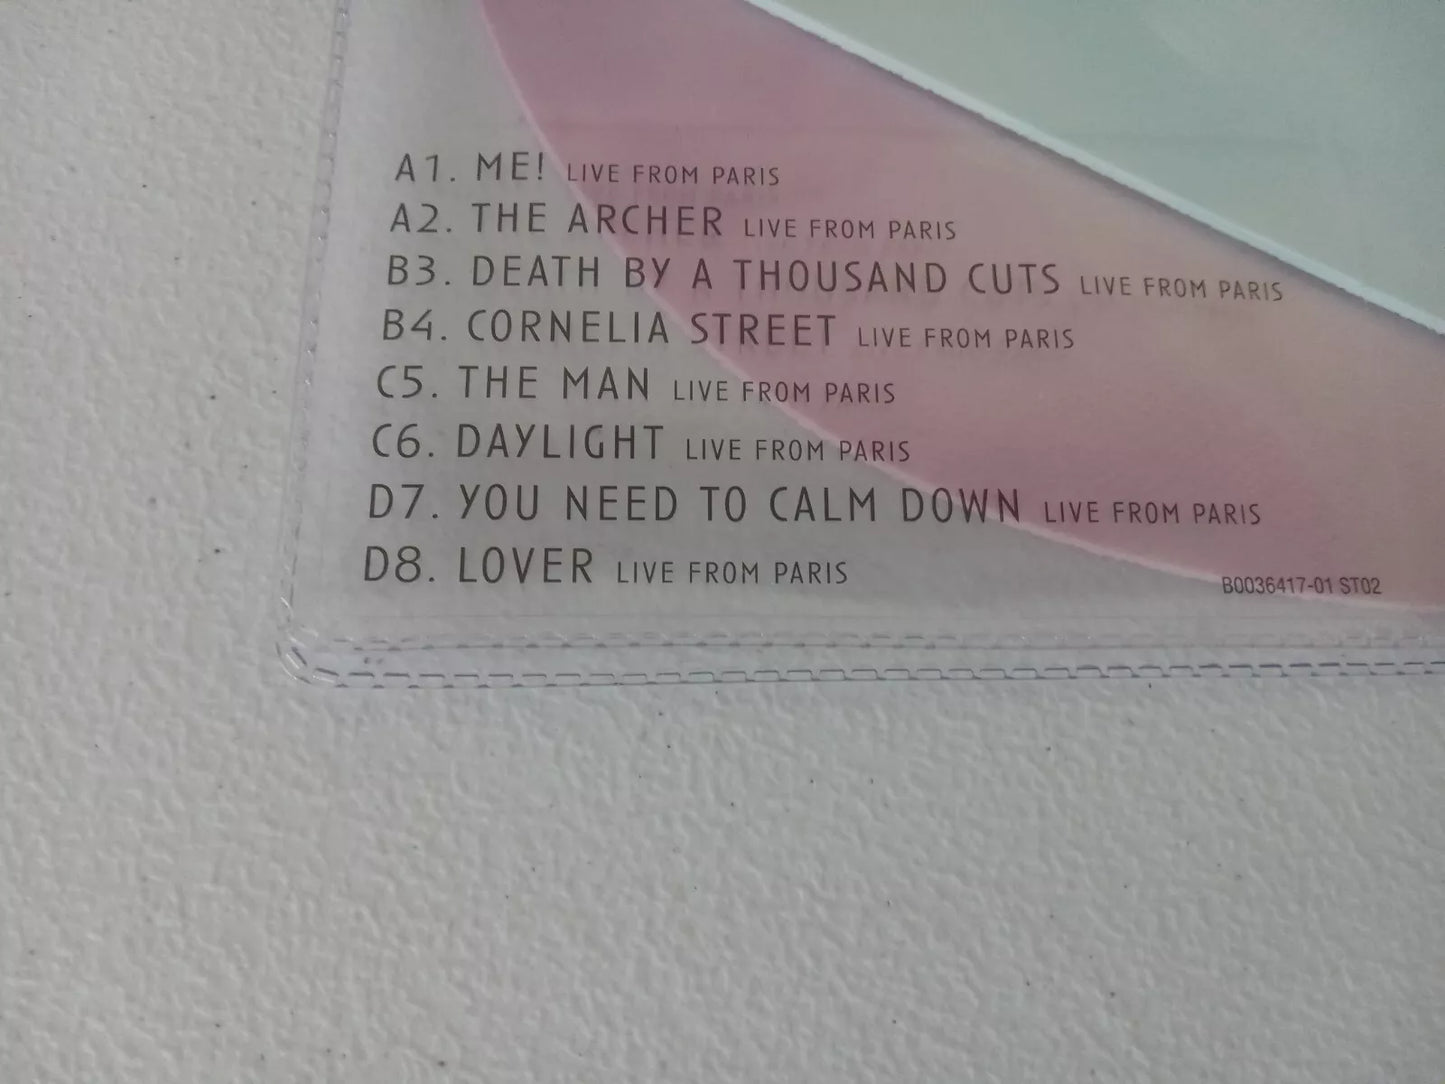 A1. ME! LIVE FROM PARIS
A2. THE ARCHER LIVE FROM PARIS
B3. DEATH BY A THOUSAND CUTS LIVE FROM PARIS
B4. CORNELIA STREET LIVE FROM PARIS
C5. THE MAN LIVE FROM PARIS
C6. DAYLIGHT LIVE FROM PARIS
D7. YOU NEED TO CALM DOWN LIVE FROM PARIS
D8. LOVER LIVE FROM PARIS
B0036417-01 ST02